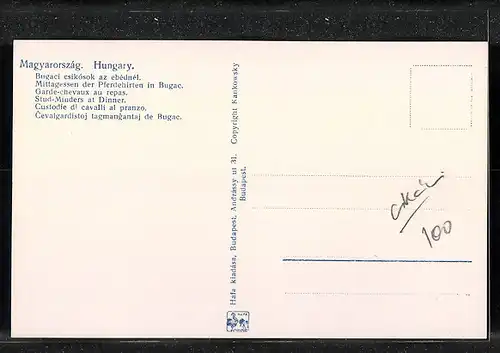 Magyarország. Hungary.
Bugaci csikósok az ebédnél.
Mittagessen der Pferdehirten in Bugac.
Garde-chevaux au repas.
Stud-Minders at Dinner.
Custodie di cavalli al pranzo.
Ĉevalgardistoj tagmanĝantaj de Bugac.
Hafa kiadása, Budapest, Andrássy ut 31. Copyright Kankowsky
Budapest.
100